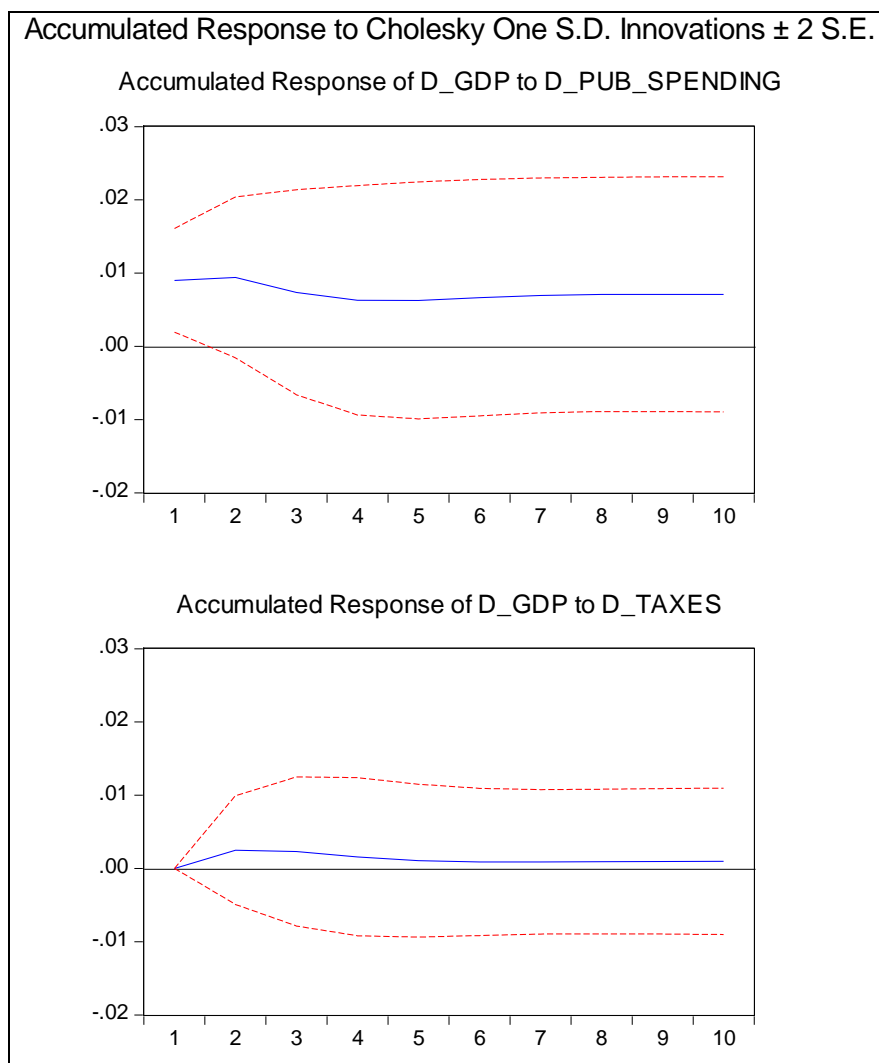 Accumulated Response to Cholesky One S.D. Innovations ± 2 S.E.
Accumulated Response of D_GDP to D_PUB_SPENDING
.03
.02
.01
.00
-.01
-.02
1 2 3 4 5 6 7 8 9 10
Accumulated Response of D_GDP to D_TAXES
.03
.02
.01
.00
-.01
-.02
1 2 3 4 5 6 7 8 9 10